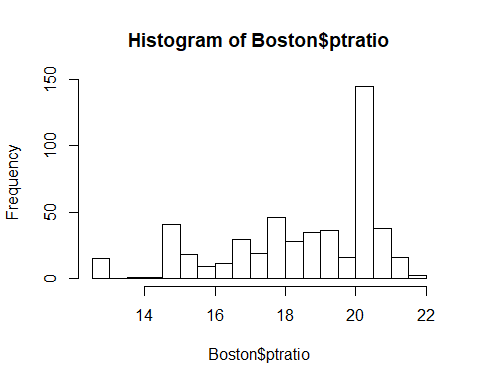 Histogram of Boston$ptratio
150
100
50
0
Frequency
14 16 18 20 22
Boston$ptratio